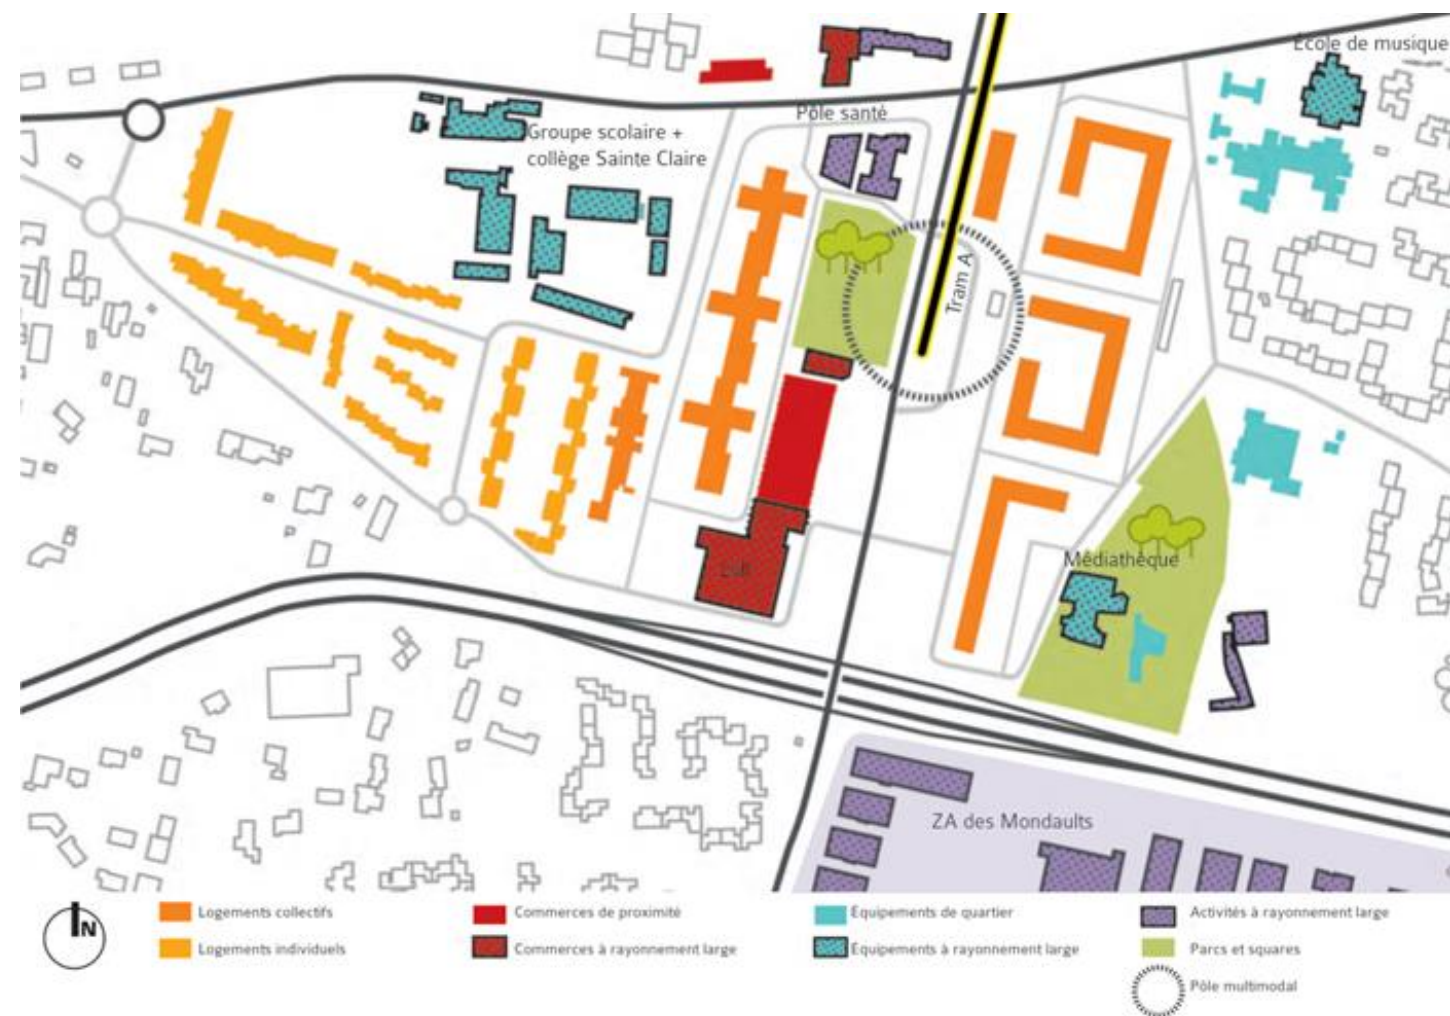 École de musique
Pôle santé
Groupe scolaire +
collège Sainte Claire
Tram A
Médiathèque
Lidl
ZA des Mondaults
N
Logements collectifs
Commerces de proximité
Equipements de quartier
Activités à rayonnement large
Logements individuels
Commerces à rayonnement large
Équipements à rayonnement large
Parcs et squares
Pôle multimodal